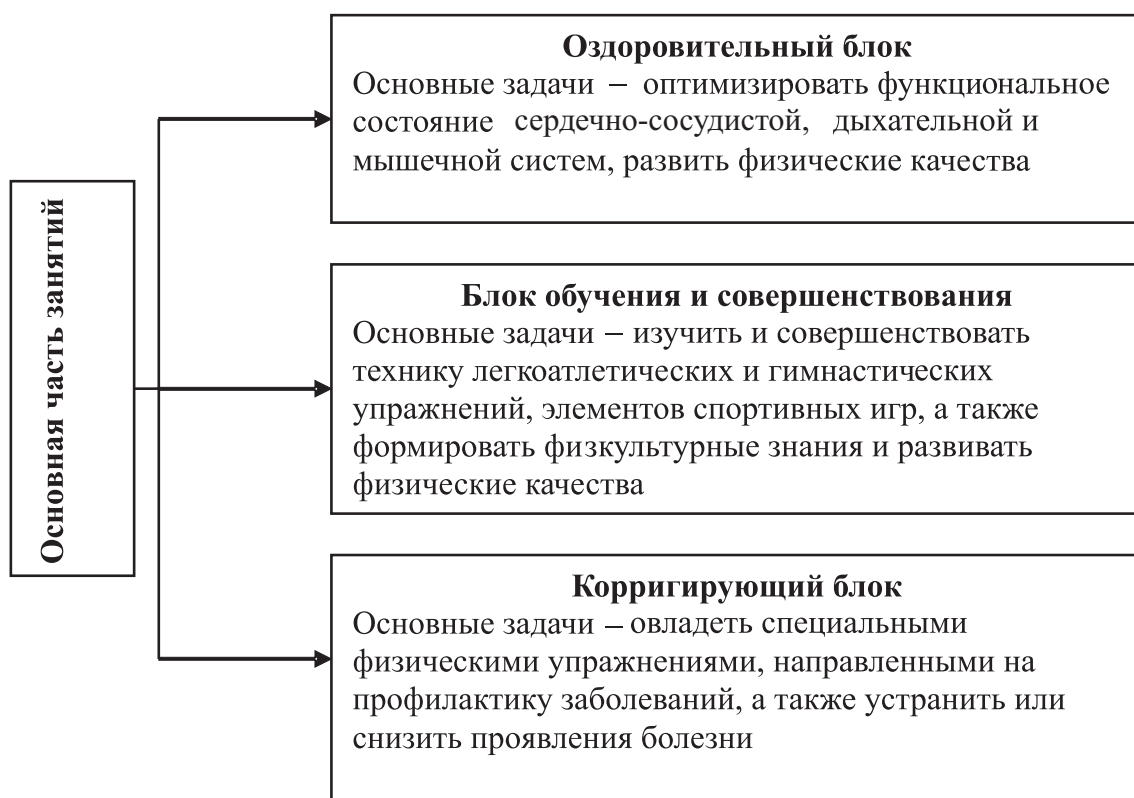 Основная часть занятий
Оздоровительный блок
Основные задачи – оптимизировать функциональное
состояние сердечно-сосудистой, дыхательной и
мышечной систем, развить физические качества
Блок обучения и совершенствования
Основные задачи – изучить и совершенствовать
технику легкоатлетических и гимнастических
упражнений, элементов спортивных игр, а также
формировать физкультурные знания и развивать
физические качества
Корригирующий блок
Основные задачи – овладеть специальными
физическими упражнениями, направленными на
профилактику заболеваний, а также устранить или
снизить проявления болезни